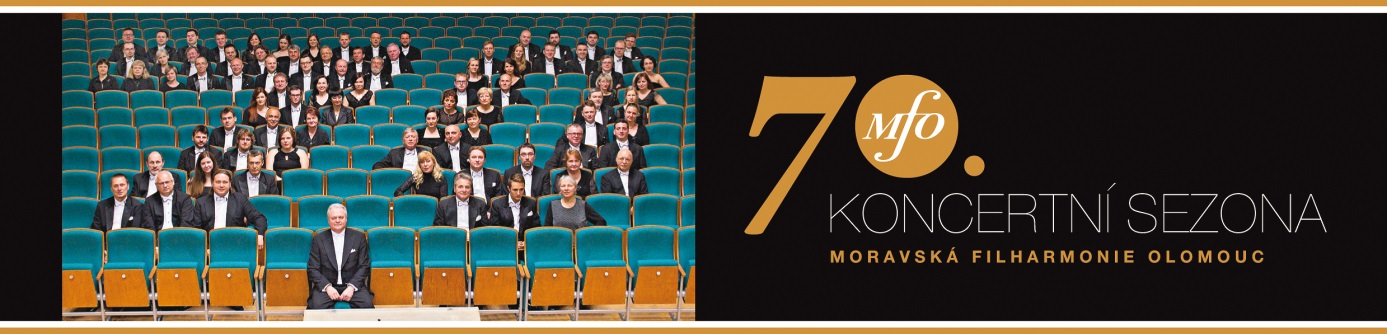 70.
mfo
KONCERTNÍ SEZONA
MORAVSKÁ FILHARMONIE OLOMOUC